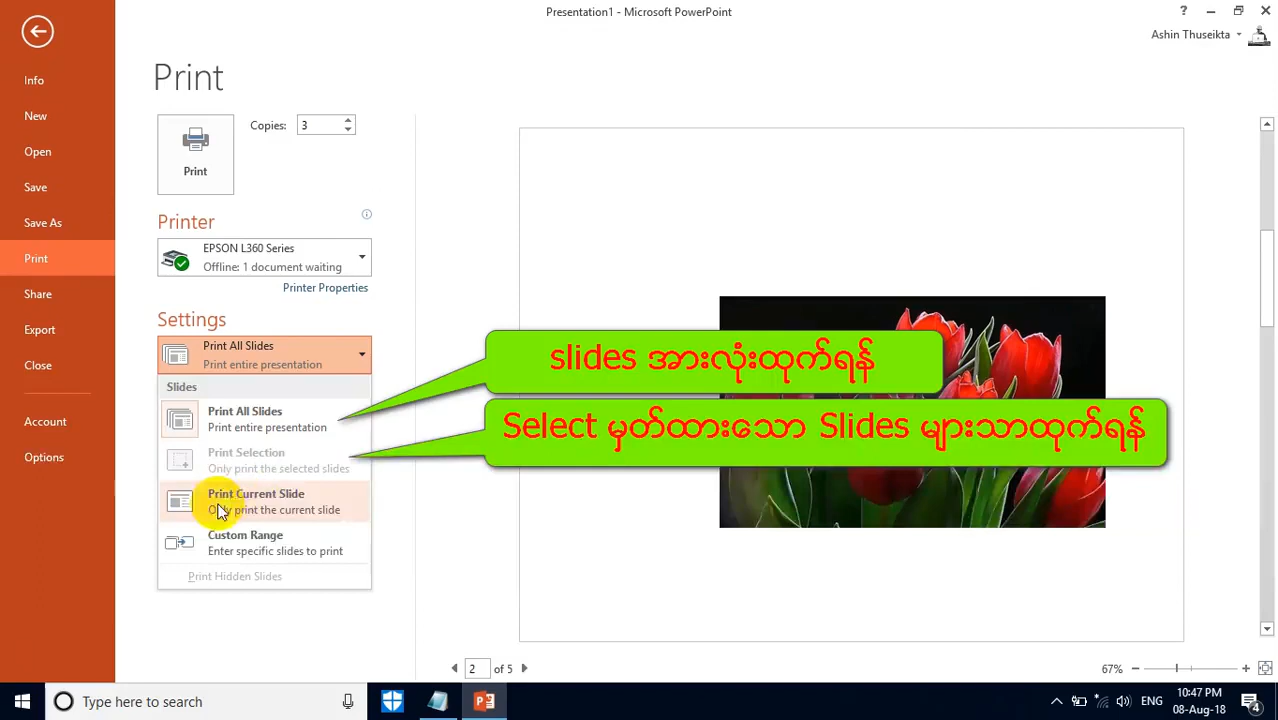 Presentation1 - Microsoft PowerPoint
?
Ashin Thuseikta
Info
New
Open
Save
Save As
Print
Share
Export
Close
Account
Options
Print
Print
Copies: 3
Printer
EPSON L360 Series
Offline: 1 document waiting
Printer Properties
Settings
Print All Slides
Print entire presentation
Slides
Print All Slides
Print entire presentation
Print Selection
Only print the selected slides
Print Current Slide
Only print the current slide
Custom Range
Enter specific slides to print
Print Hidden Slides
slides အားလုံးထုက်ရန်
Select မှတ်ထားသော Slides များသာထုက်ရန်
2 of 5
67%
Type here to search
ENG
10:47 PM
08-Aug-18
4